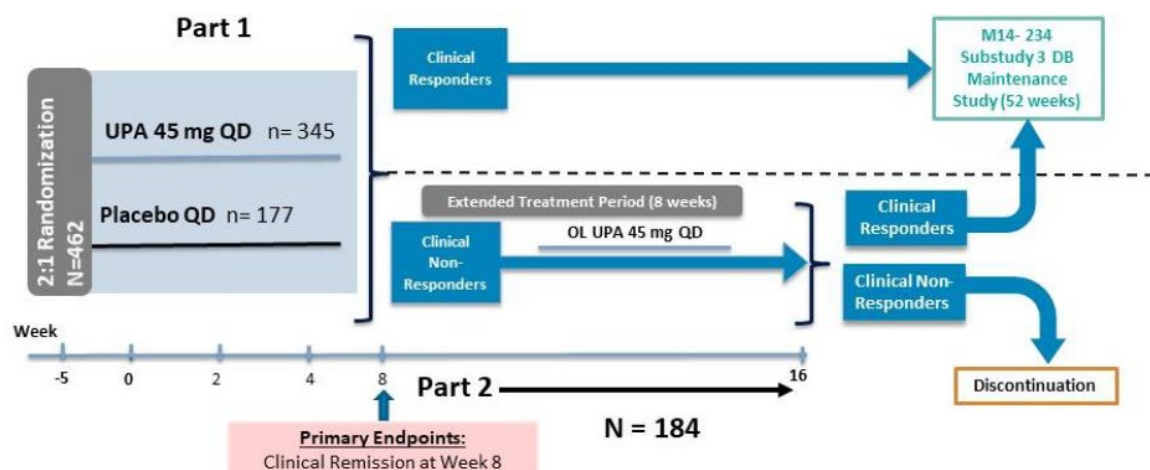 Part 1
2:1 Randomization
N=462
UPA 45 mg QD n= 345
Placebo QD n= 177
Clinical
Responders
M14- 234
Substudy 3 DB
Maintenance
Study (52 weeks)
Extended Treatment Period (8 weeks)
OL UPA 45 mg QD
Clinical
Non-
Responders
Clinical
Responders
Clinical Non-
Responders
Week
-5 0 2 4 8 16
Part 2
N = 184
Discontinuation
Primary Endpoints:
Clinical Remission at Week 8